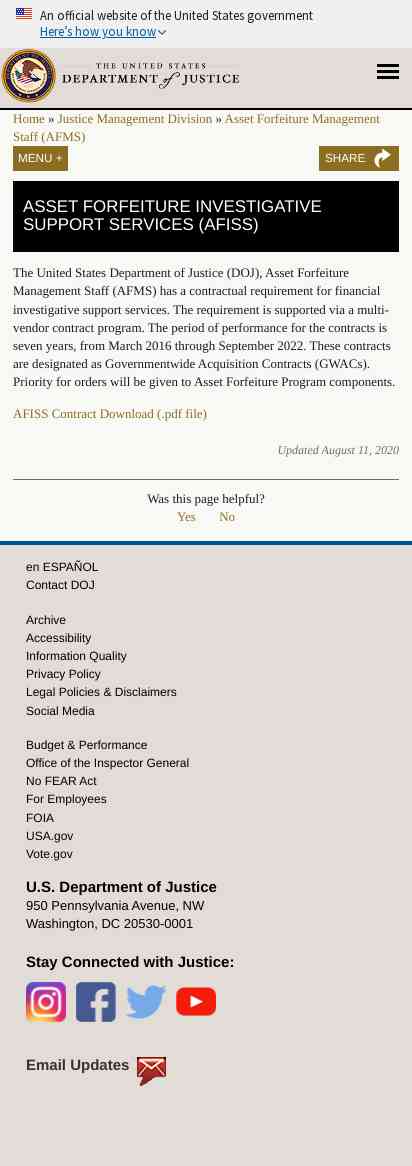 An official website of the United States government
Here's how you know
THE UNITED STATES
DEPARTMENT of JUSTICE
Home » Justice Management Division » Asset Forfeiture Management
Staff (AFMS)
MENU + SHARE
ASSET FORFEITURE INVESTIGATIVE
SUPPORT SERVICES (AFISS)
The United States Department of Justice (DOJ), Asset Forfeiture
Management Staff (AFMS) has a contractual requirement for financial
investigative support services. The requirement is supported via a multi-
vendor contract program. The period of performance for the contracts is
seven years, from March 2016 through September 2022. These contracts
are designated as Governmentwide Acquisition Contracts (GWACs).
Priority for orders will be given to Asset Forfeiture Program components.
AFISS Contract Download (.pdf file)
Updated August 11, 2020
Was this page helpful?
Yes No
en ESPAÑOL
Contact DOJ
Archive
Accessibility
Information Quality
Privacy Policy
Legal Policies & Disclaimers
Social Media
Budget & Performance
Office of the Inspector General
No FEAR Act
For Employees
FOIA
USA.gov
Vote.gov
U.S. Department of Justice
950 Pennsylvania Avenue, NW
Washington, DC 20530-0001
Stay Connected with Justice:
Email Updates